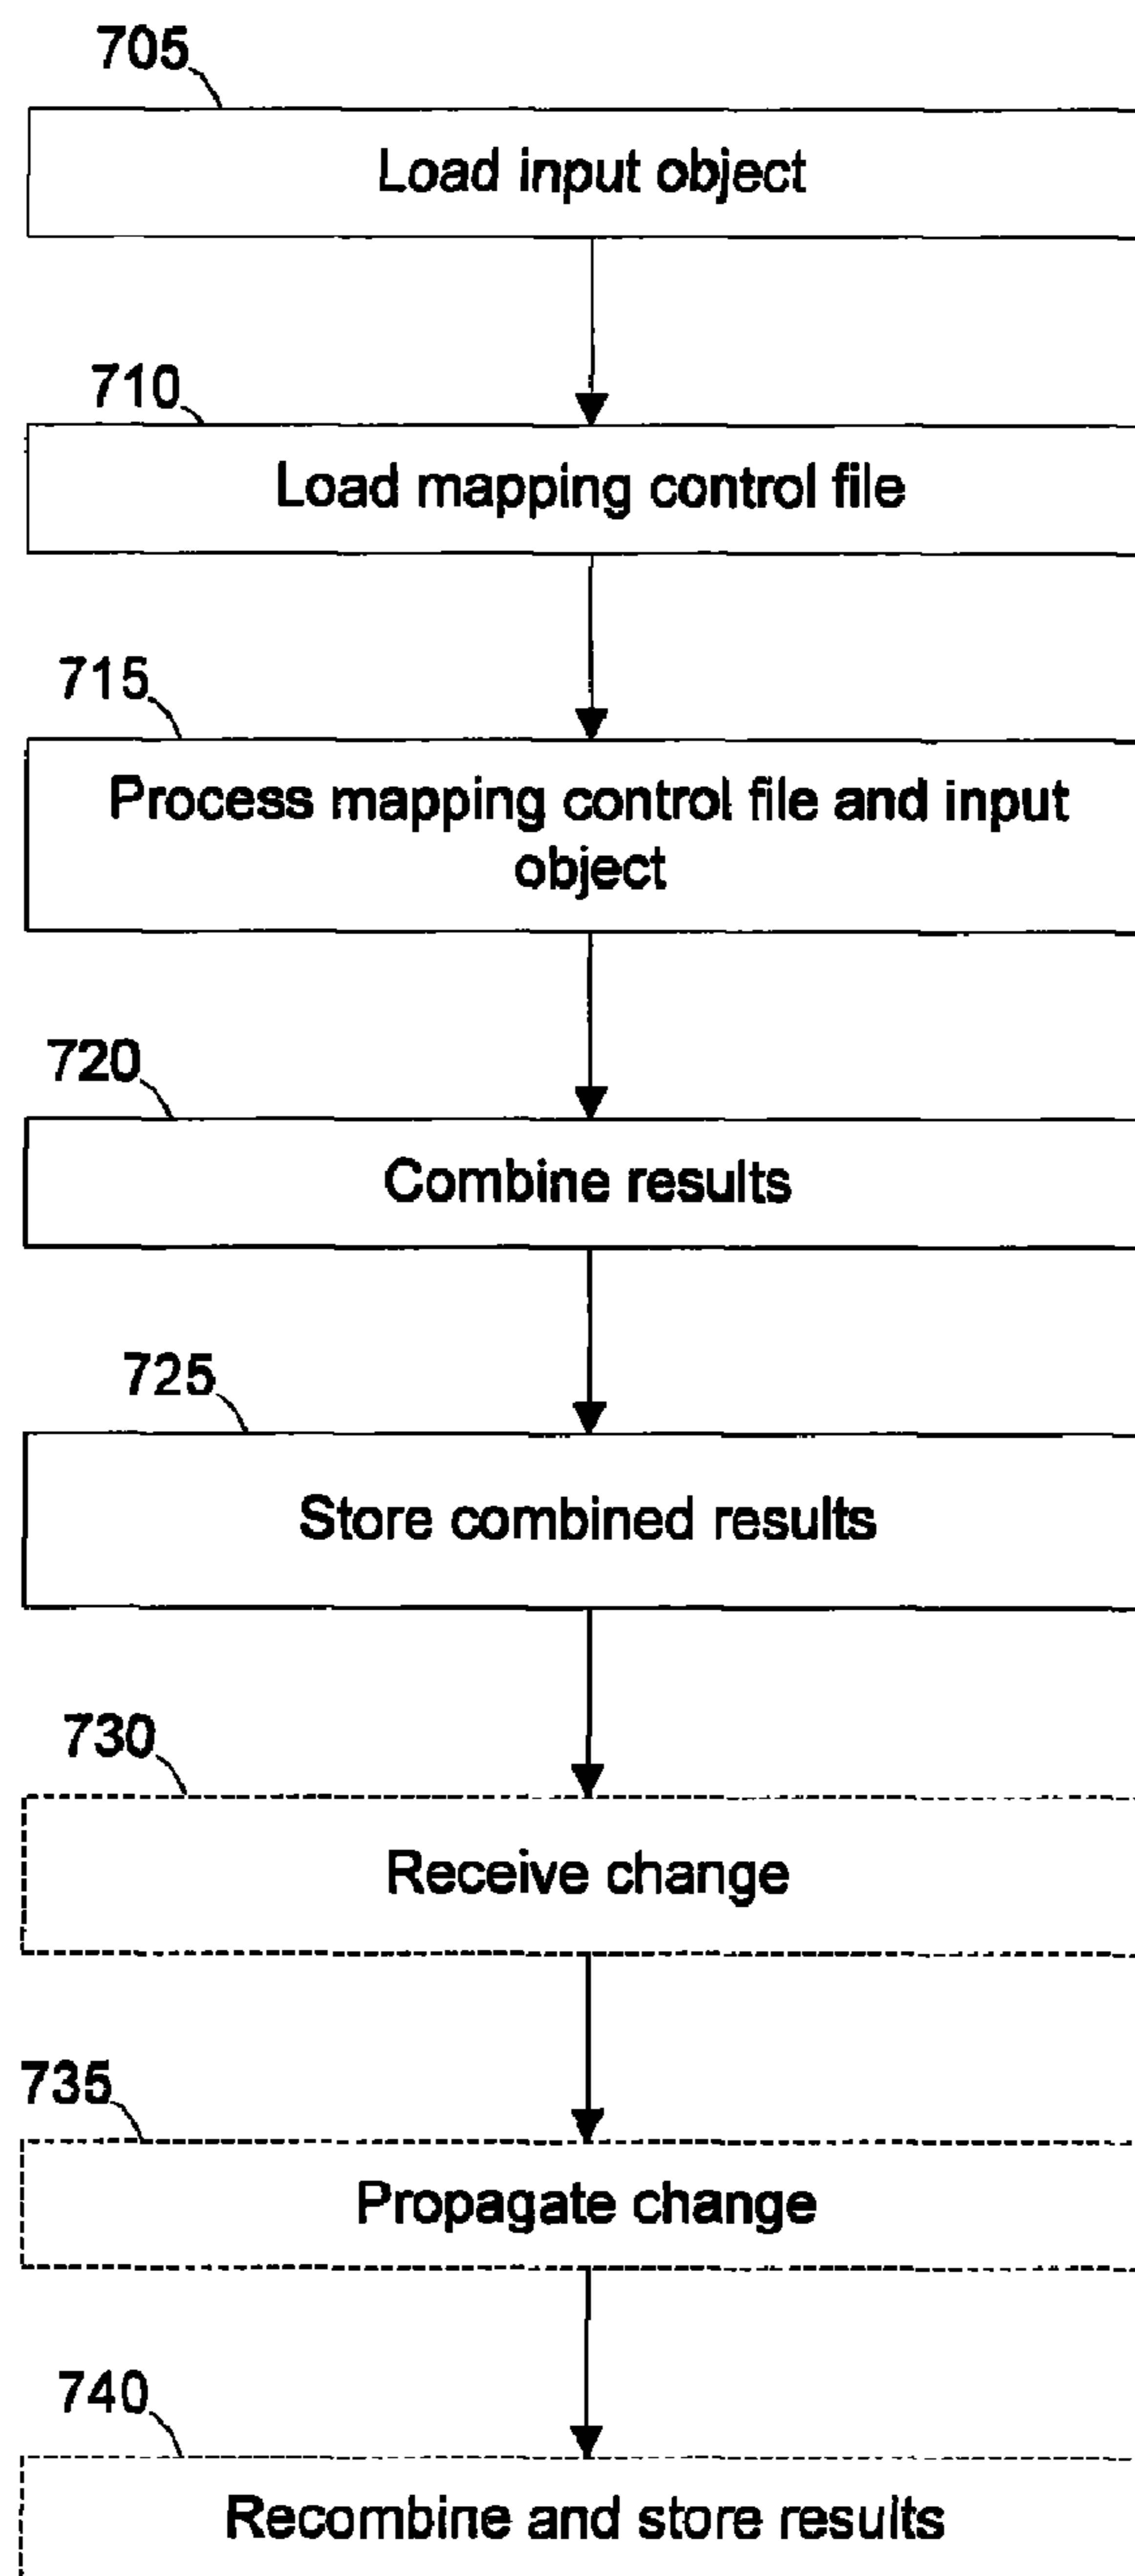 705
Load input object
710
Load mapping control file
715
Process mapping control file and input
object
720
Combine results
725
Store combined results
730
Receive change
735
Propagate change
740
Recombine and store results